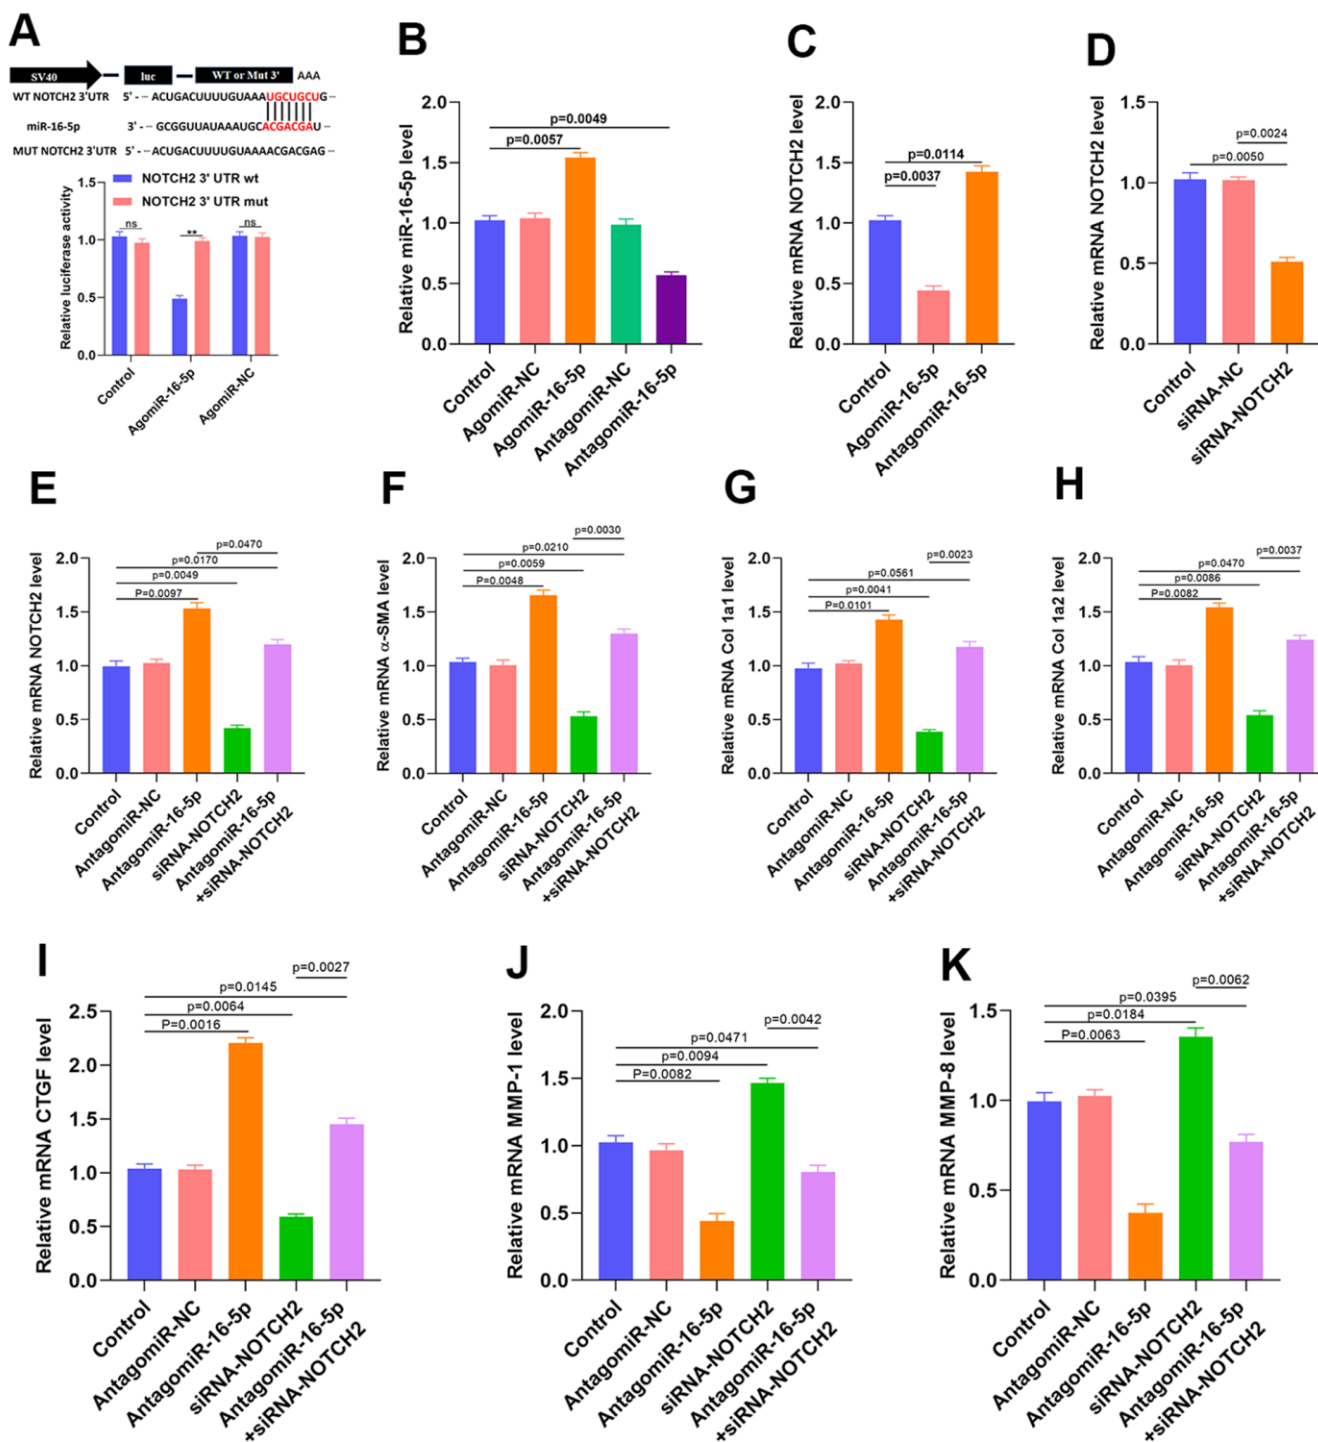 A
SV40 luc WT or Mut 3' AAA
WT NOTCH2 3'UTR 5' - ··· ACUGACUUUUGUAAAUGCUGCUG···
miR-16-5p 3' - ··· GCGGUUAUAAAUGCACGACGAU
MUT NOTCH2 3'UTR 5' - ··· ACUGACUUUUGUAAAACGACGAG···
NOTCH2 3' UTR wt
NOTCH2 3' UTR mut
Relative luciferase activity
1.5
1.0
0.5
0.0
ns
**
ns
Control
AgomiR-16-5p
AgomiR-NC
B
Relative miR-16-5p level
2.0
1.5
1.0
0.5
0.0
p=0.0049
p=0.0057
Control
AgomiR-NC
AgomiR-16-5p
AntagomiR-NC
AntagomiR-16-5p
C
Relative mRNA NOTCH2 level
2.0
1.5
1.0
0.5
0.0
p=0.0114
p=0.0037
Control
AgomiR-16-5p
AntagomiR-16-5p
D
Relative mRNA NOTCH2 level
1.5
1.0
0.5
0.0
p=0.0024
p=0.0050
Control
siRNA-NC
siRNA-NOTCH2
E
Relative mRNA NOTCH2 level
2.0
1.5
1.0
0.5
0.0
p=0.0470
p=0.0170
p=0.0049
P=0.0097
Control
AntagomiR-NC
AntagomiR-16-5p
siRNA-NOTCH2
AntagomiR-16-5p
+siRNA-NOTCH2
F
Relative mRNA α-SMA level
2.0
1.5
1.0
0.5
0.0
p=0.0030
p=0.0210
p=0.0059
P=0.0048
Control
AntagomiR-NC
AntagomiR-16-5p
siRNA-NOTCH2
AntagomiR-16-5p
+siRNA-NOTCH2
G
Relative mRNA Col 1a1 level
2.0
1.5
1.0
0.5
0.0
p=0.0023
p=0.0561
p=0.0041
P=0.0101
Control
AntagomiR-NC
AntagomiR-16-5p
siRNA-NOTCH2
AntagomiR-16-5p
+siRNA-NOTCH2
H
Relative mRNA Col 1a2 level
2.0
1.5
1.0
0.5
0.0
p=0.0037
p=0.0470
p=0.0086
P=0.0082
Control
AntagomiR-NC
AntagomiR-16-5p
siRNA-NOTCH2
AntagomiR-16-5p
+siRNA-NOTCH2
I
Relative mRNA CTGF level
2.5
2.0
1.5
1.0
0.5
0.0
p=0.0027
p=0.0145
p=0.0064
P=0.0016
Control
AntagomiR-NC
AntagomiR-16-5p
siRNA-NOTCH2
AntagomiR-16-5p
+siRNA-NOTCH2
J
Relative mRNA MMP-1 level
2.0
1.5
1.0
0.5
0.0
p=0.0042
p=0.0471
p=0.0094
P=0.0082
Control
AntagomiR-NC
AntagomiR-16-5p
siRNA-NOTCH2
AntagomiR-16-5p
+siRNA-NOTCH2
K
Relative mRNA MMP-8 level
1.5
1.0
0.5
0.0
p=0.0062
p=0.0395
p=0.0184
P=0.0063
Control
AntagomiR-NC
AntagomiR-16-5p
siRNA-NOTCH2
AntagomiR-16-5p
+siRNA-NOTCH2